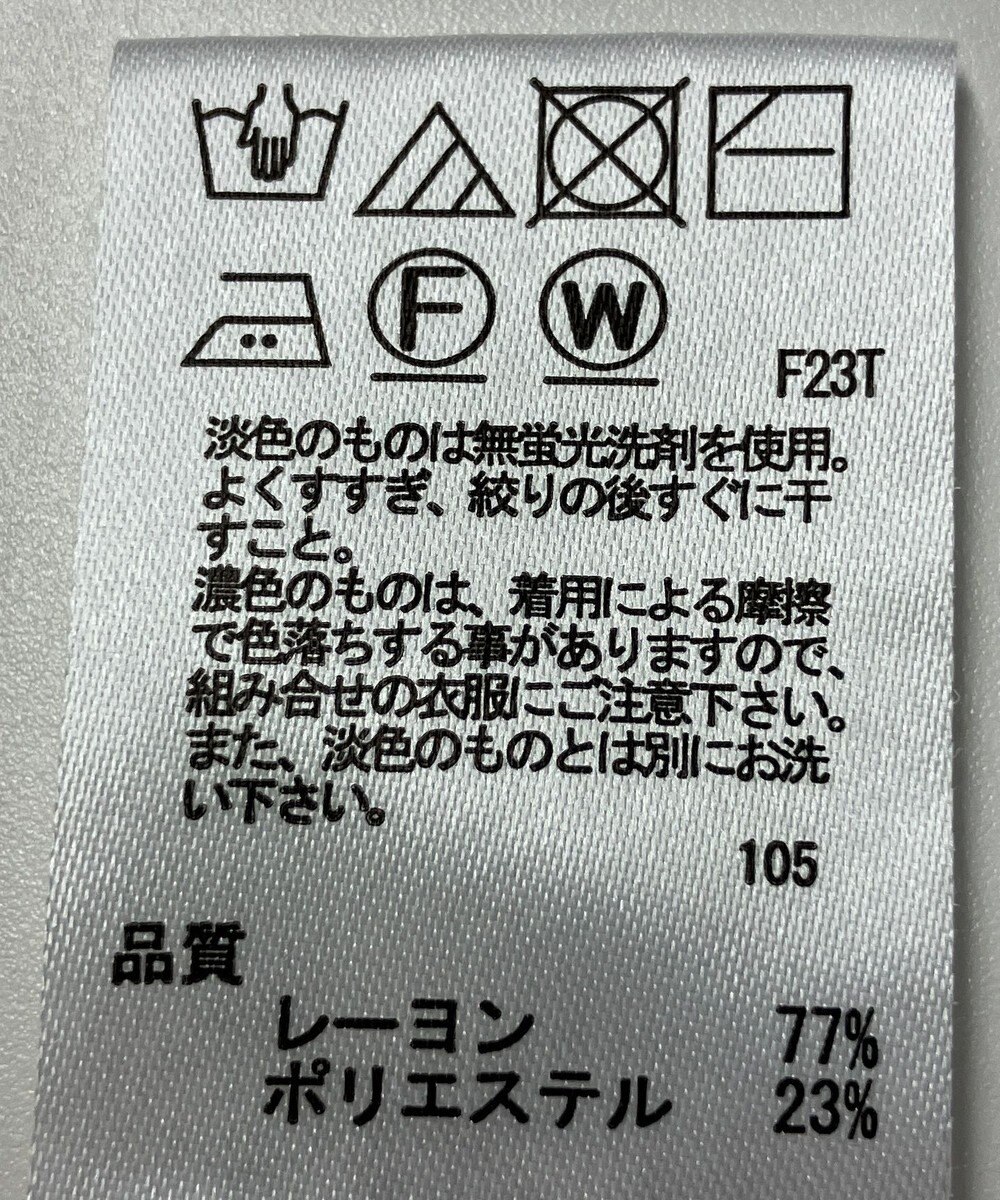 F W
F23T
淡色のものは無蛍光洗剤を使用。
よくすすぎ、絞りの後すぐに干
すこと。
濃色のものは、着用による摩擦
で色落ちする事がありますので、
組み合せの衣服にご注意下さい。
また、淡色のものとは別にお洗
い下さい。
105
品質
レーヨン 77%
ポリエステル 23%